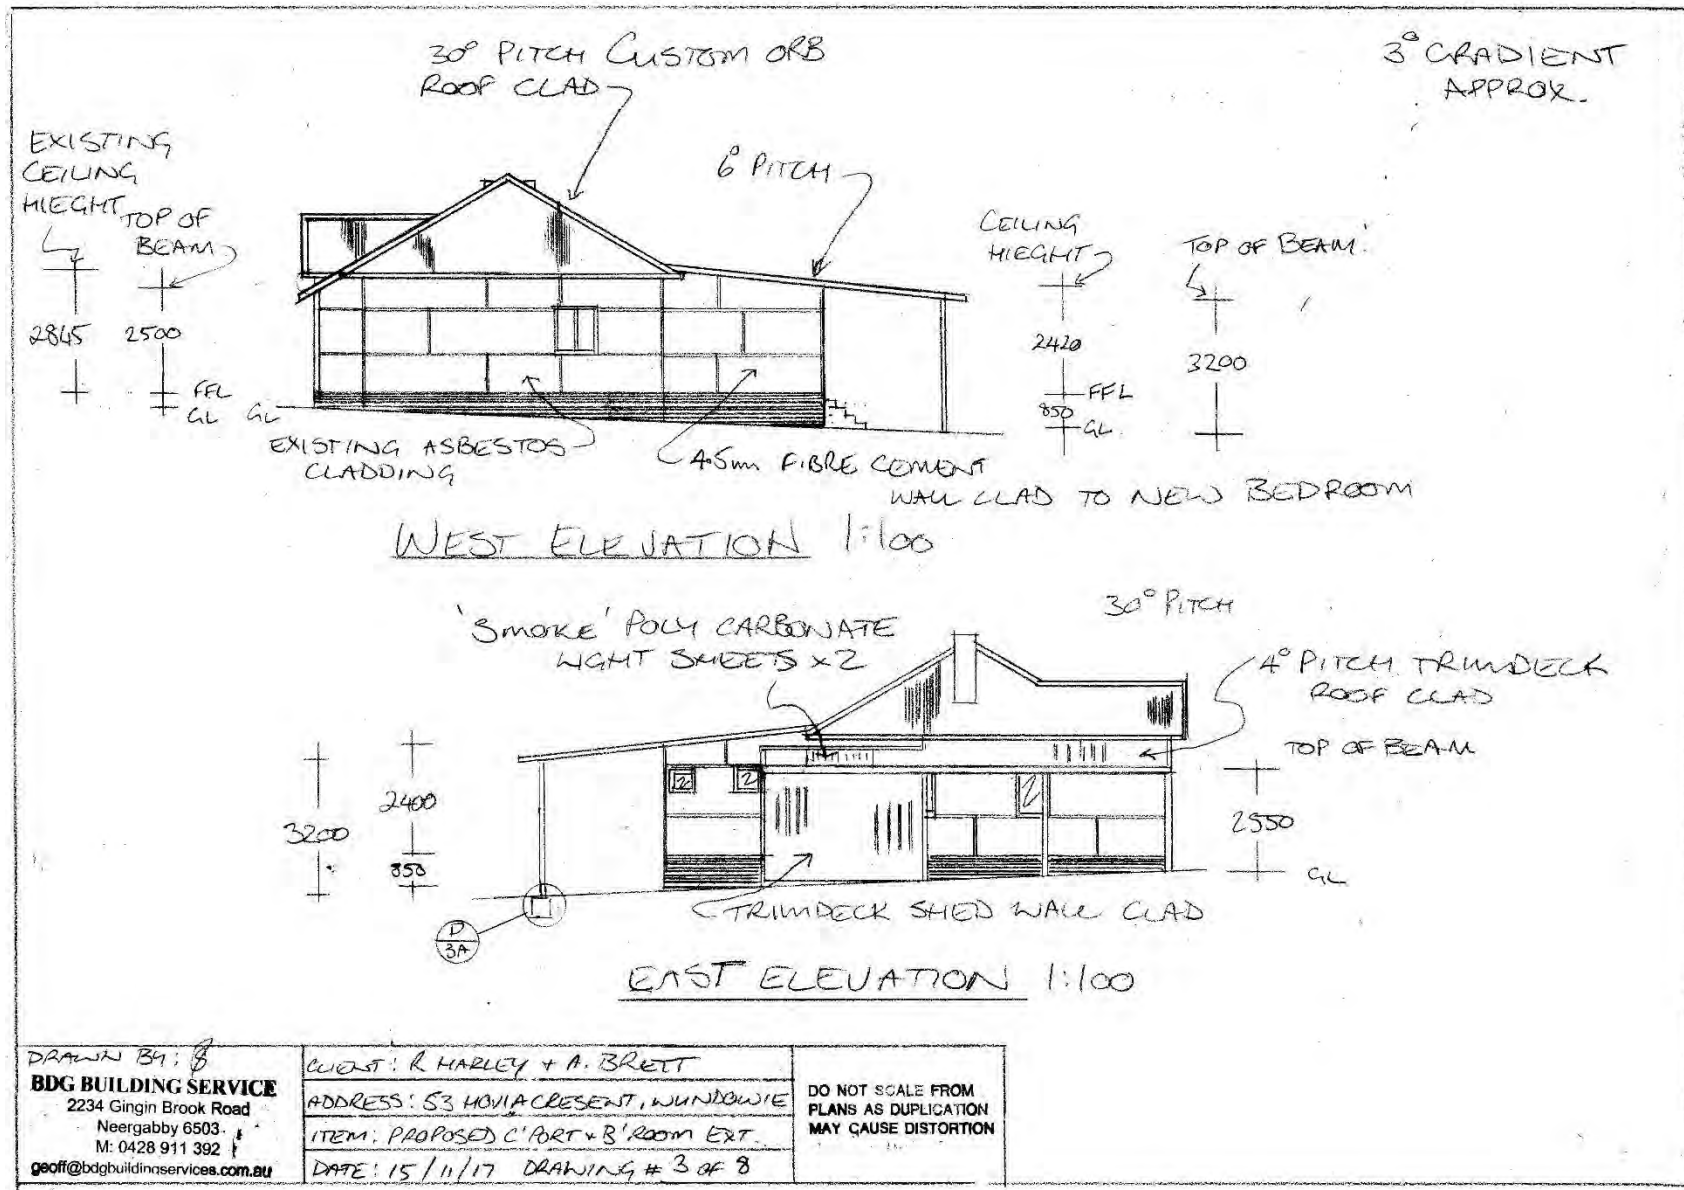 30° PITCH CUSTOM ORB
ROOF CLAD
3° GRADIENT
APPROX.
EXISTING
CEILING
HIEGHT
TOP OF
BEAM
6° PITCH
CEILING
HIEGHT
TOP OF BEAM
2845
2500
FFL
GL
GL
2420
FFL
850
GL
3200
EXISTING ASBESTOS
CLADDING
4.5mm FIBRE CEMENT
WALL CLAD TO NEW BEDROOM
WEST ELEVATION 1:100
'SMOKE' POLY CARBONATE
LIGHT SHEETS x 2
30° PITCH
4° PITCH TRIMDECK
ROOF CLAD
TOP OF BEAM
2400
3200
850
2550
GL
D
3A
TRIMDECK SHED WALL CLAD
EAST ELEVATION 1:100
DRAWN BY:
BDG BUILDING SERVICE
2234 Gingin Brook Road
Neergabby 6503
M: 0428 911 392
geoff@bdgbuildingservices.com.au
CLIENT: R HARLEY + A. BRETT
ADDRESS: 53 HOVIA CRESENT, WUNDOWIE
ITEM: PROPOSED C'PORT + B'ROOM EXT.
DATE: 15/11/17 DRAWING # 3 OF 8
DO NOT SCALE FROM
PLANS AS DUPLICATION
MAY CAUSE DISTORTION